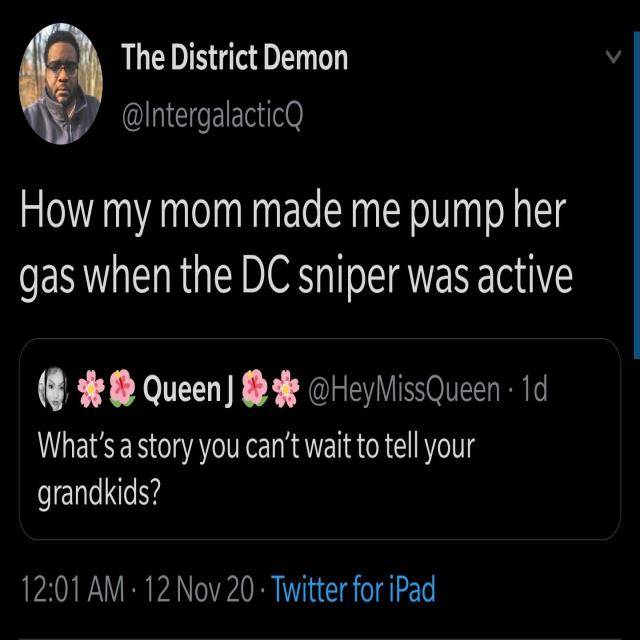 The District Demon
@IntergalacticQ
How my mom made me pump her
gas when the DC sniper was active
🌸🌺 Queen J 🌺🌸 @HeyMissQueen · 1d
What's a story you can't wait to tell your
grandkids?
12:01 AM · 12 Nov 20 · Twitter for iPad